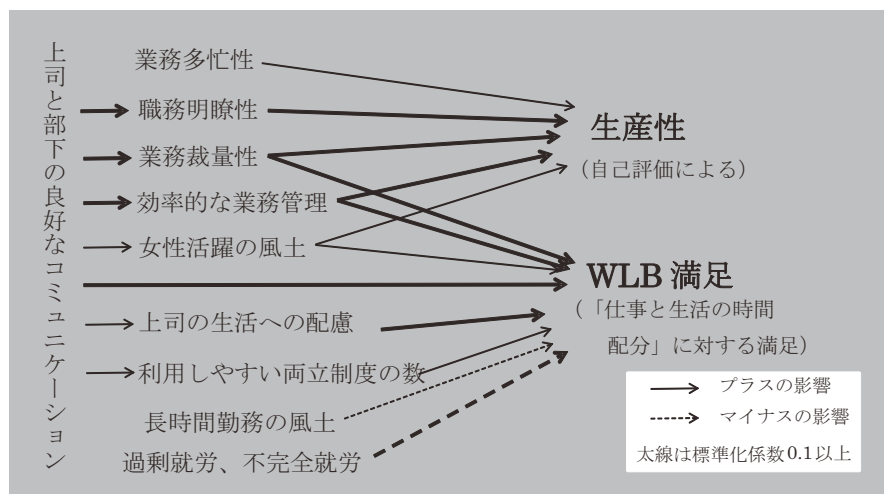 上司と部下の良好なコミュニケーション
業務多忙性
職務明瞭性
業務裁量性
効率的な業務管理
女性活躍の風土
上司の生活への配慮
利用しやすい両立制度の数
長時間勤務の風土
過剰就労、不完全就労
生産性
(自己評価による)
WLB 満足
(「仕事と生活の時間
配分」に対する満足)
プラスの影響
マイナスの影響
太線は標準化係数0.1以上